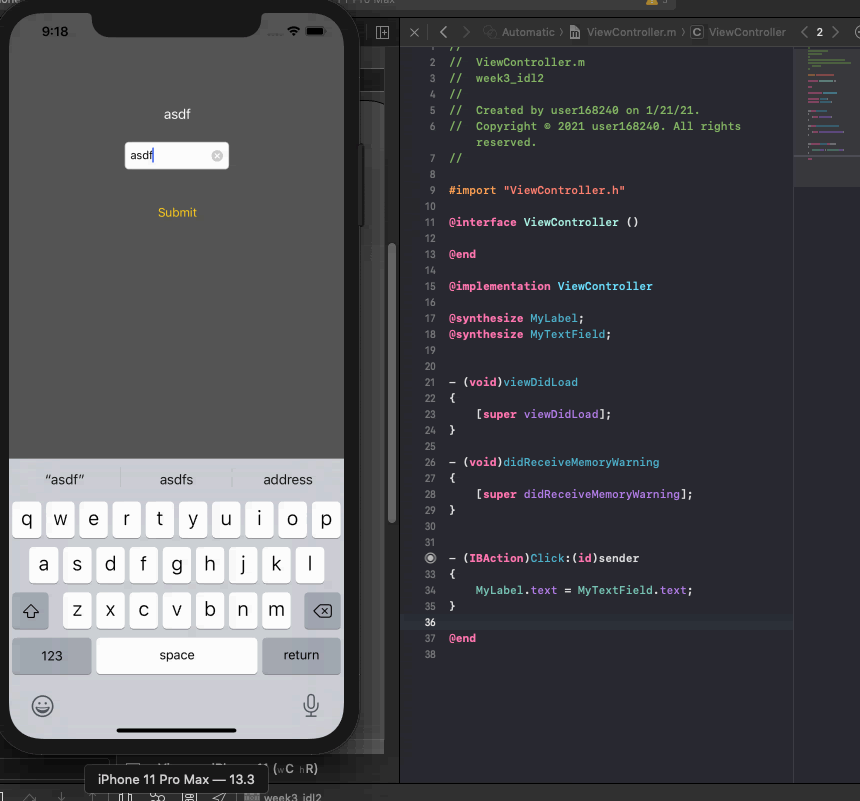 9:18
asdf
asdf
Submit
“asdf” asdfs address
q w e r t y u i o p
a s d f g h j k l
z x c v b n m
123 space return
iPhone 11 Pro Max — 13.3
Automatic ViewController.m C ViewController 2
1 //
2 // ViewController.m
3 // week3_idl2
4 //
5 // Created by user168240 on 1/21/21.
6 // Copyright © 2021 user168240. All rights
reserved.
7 //
8
9 #import "ViewController.h"
10
11 @interface ViewController ()
12
13 @end
14
15 @implementation ViewController
16
17 @synthesize MyLabel;
18 @synthesize MyTextField;
19
20
21 - (void)viewDidLoad
22 {
23 [super viewDidLoad];
24 }
25
26 - (void)didReceiveMemoryWarning
27 {
28 [super didReceiveMemoryWarning];
29 }
30
31
- (IBAction)Click:(id)sender
33 {
34 MyLabel.text = MyTextField.text;
35 }
36
37 @end
38
(wC hR)
week3_idl2